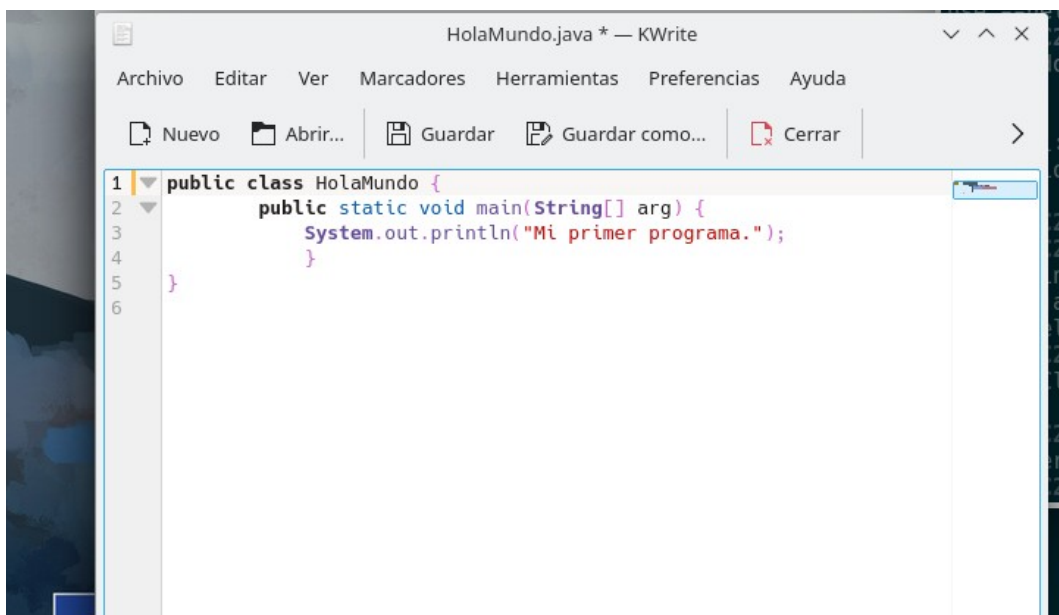 HolaMundo.java * — KWrite
Archivo Editar Ver Marcadores Herramientas Preferencias Ayuda
Nuevo Abrir... Guardar Guardar como... Cerrar
1 public class HolaMundo {
2 public static void main(String[] arg) {
3 System.out.println("Mi primer programa.");
4 }
5 }
6